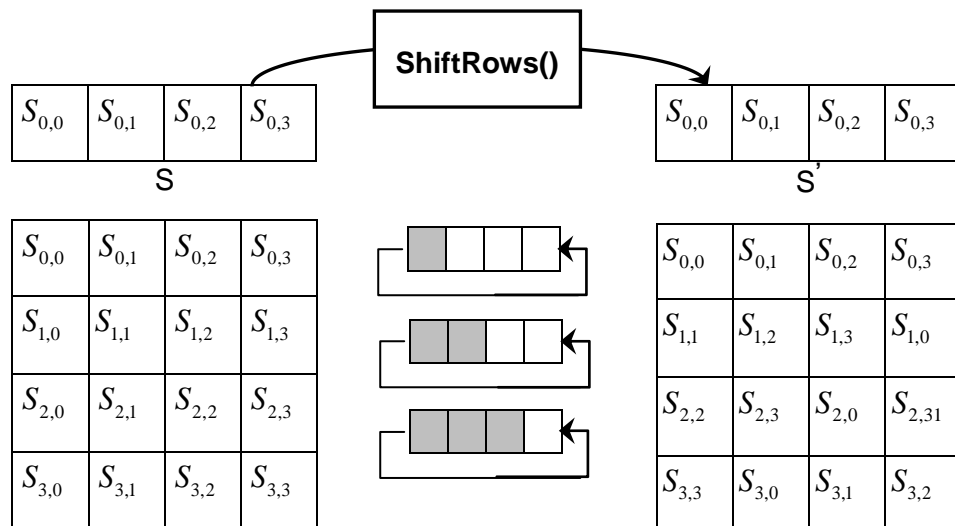 ShiftRows()
S0,0 S0,1 S0,2 S0,3
S0,0 S0,1 S0,2 S0,3
S
S’
S0,0 S0,1 S0,2 S0,3
S1,0 S1,1 S1,2 S1,3
S2,0 S2,1 S2,2 S2,3
S3,0 S3,1 S3,2 S3,3
S0,0 S0,1 S0,2 S0,3
S1,1 S1,2 S1,3 S1,0
S2,2 S2,3 S2,0 S2,31
S3,3 S3,0 S3,1 S3,2